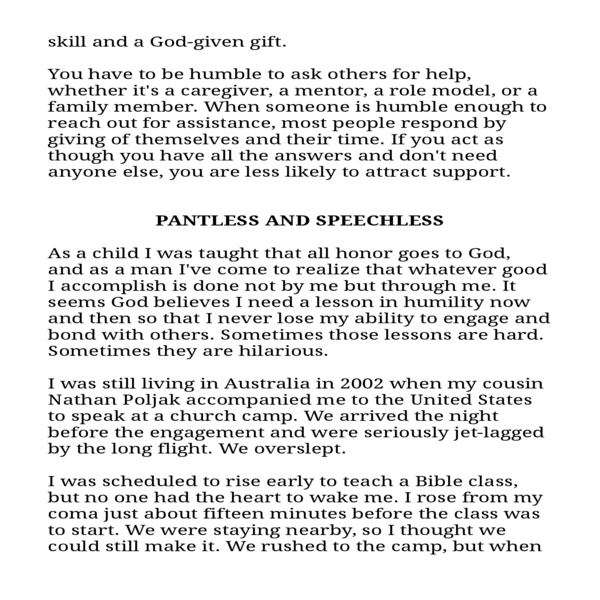 skill and a God-given gift.
You have to be humble to ask others for help,
whether it's a caregiver, a mentor, a role model, or a
family member. When someone is humble enough to
reach out for assistance, most people respond by
giving of themselves and their time. If you act as
though you have all the answers and don't need
anyone else, you are less likely to attract support.
PANTLESS AND SPEECHLESS
As a child I was taught that all honor goes to God,
and as a man I've come to realize that whatever good
I accomplish is done not by me but through me. It
seems God believes I need a lesson in humility now
and then so that I never lose my ability to engage and
bond with others. Sometimes those lessons are hard.
Sometimes they are hilarious.
I was still living in Australia in 2002 when my cousin
Nathan Poljak accompanied me to the United States
to speak at a church camp. We arrived the night
before the engagement and were seriously jet-lagged
by the long flight. We overslept.
I was scheduled to rise early to teach a Bible class,
but no one had the heart to wake me. I rose from my
coma just about fifteen minutes before the class was
to start. We were staying nearby, so I thought we
could still make it. We rushed to the camp, but when